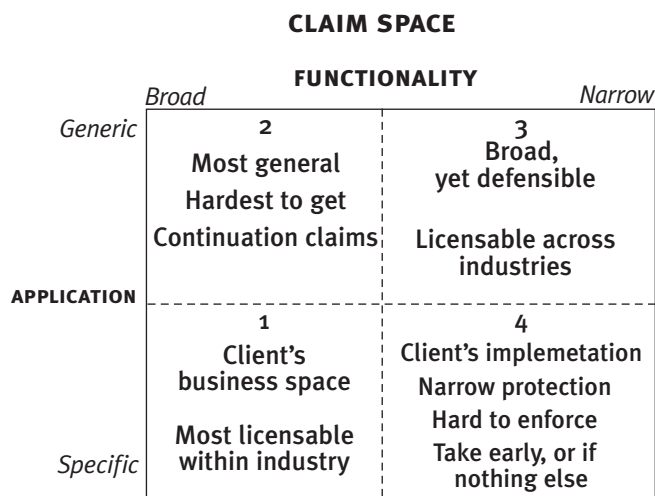 CLAIM SPACE
FUNCTIONALITY
Broad
Narrow
Generic
2
Most general
Hardest to get
Continuation claims
3
Broad,
yet defensible
Licensable across
industries
APPLICATION
1
Client's
business space
Most licensable
within industry
4
Client's implemetation
Narrow protection
Hard to enforce
Take early, or if
nothing else
Specific